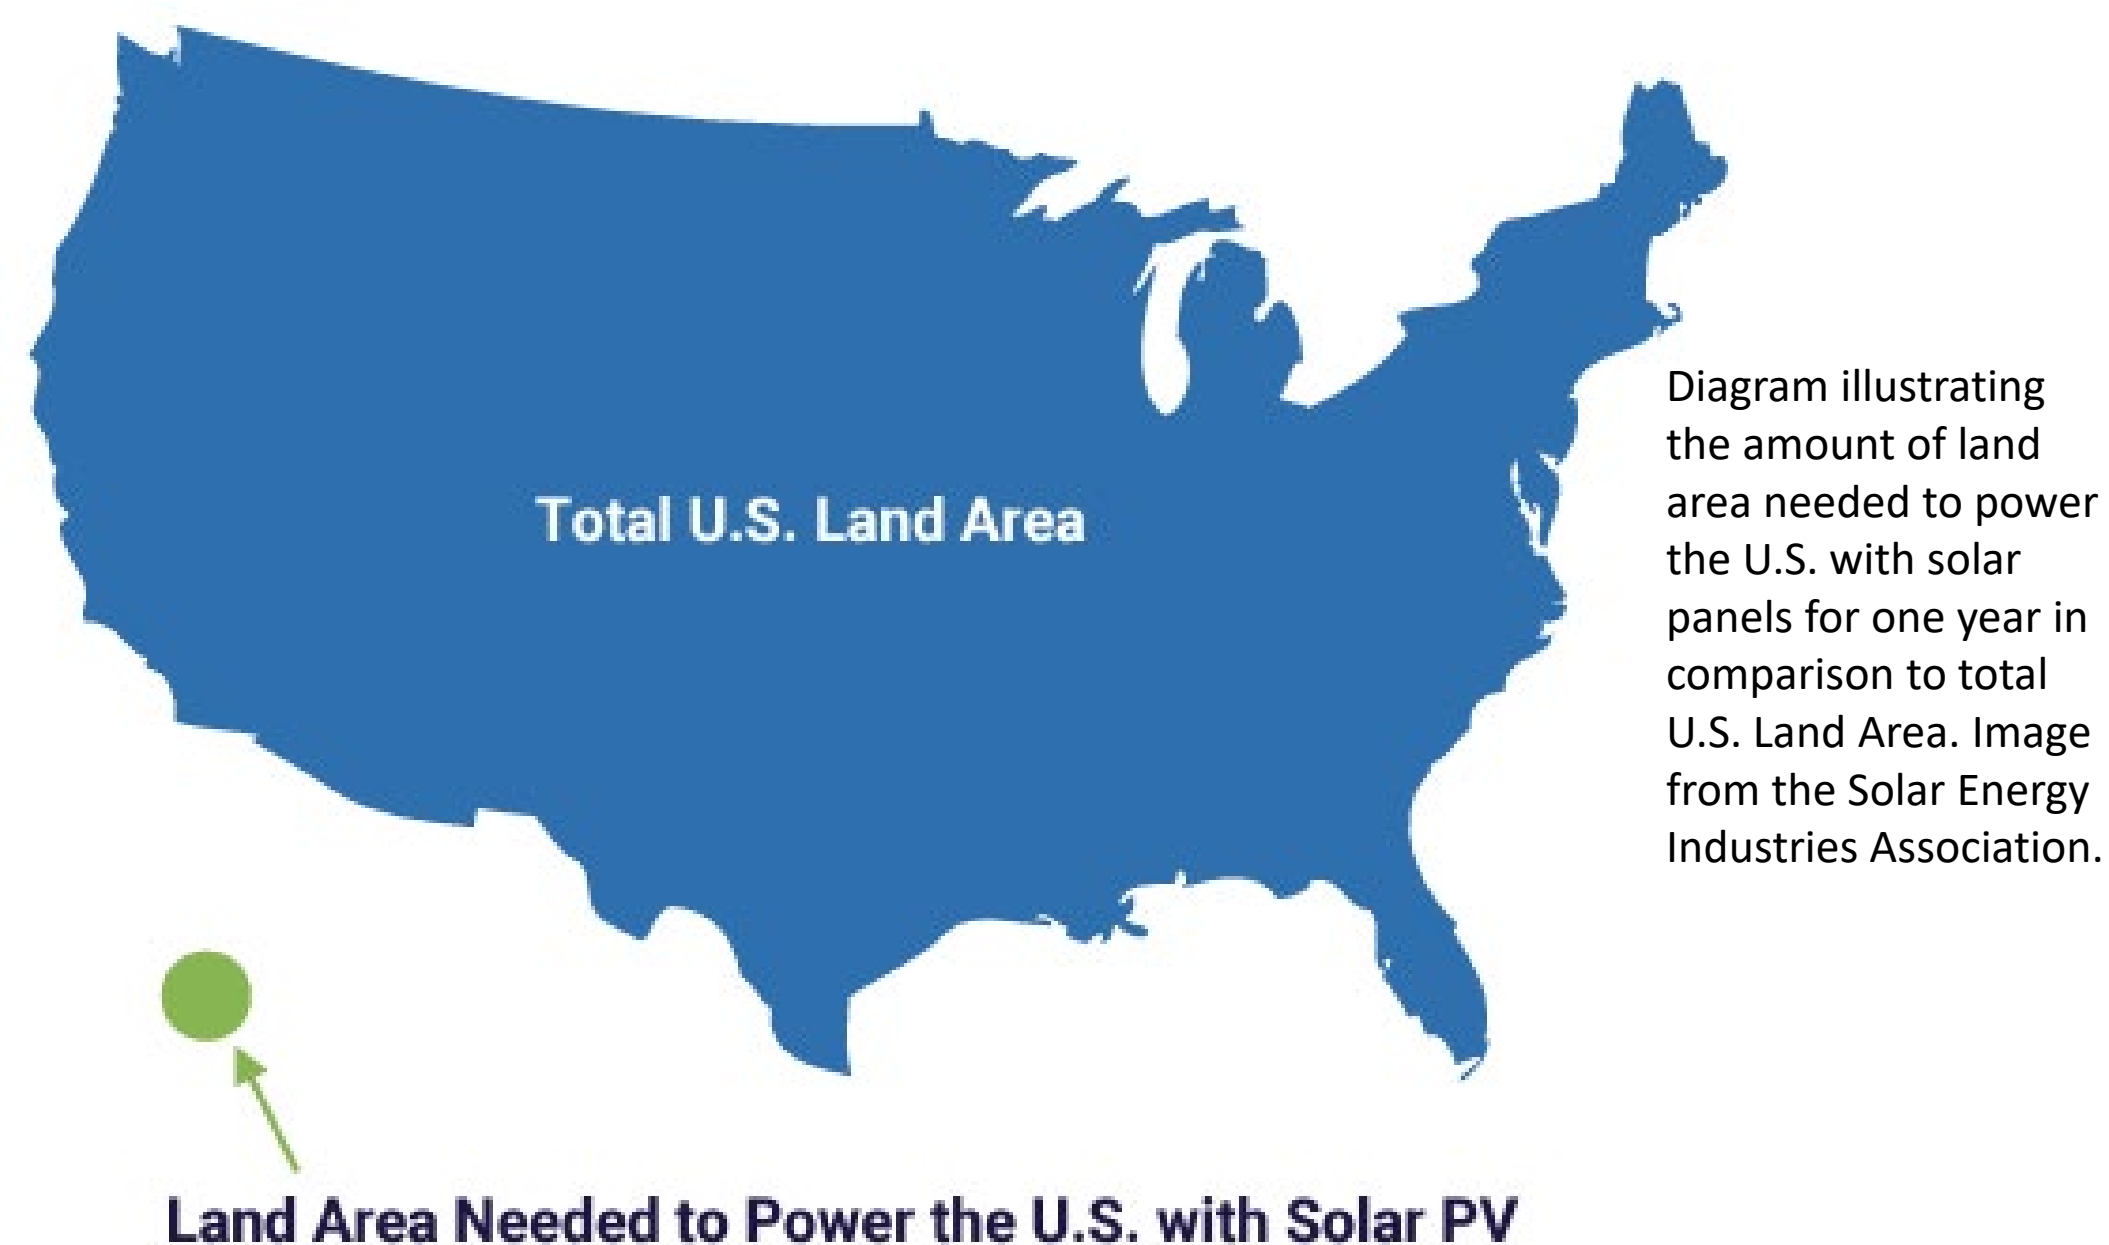 Total U.S. Land Area
Diagram illustrating
the amount of land
area needed to power
the U.S. with solar
panels for one year in
comparison to total
U.S. Land Area. Image
from the Solar Energy
Industries Association.
Land Area Needed to Power the U.S. with Solar PV